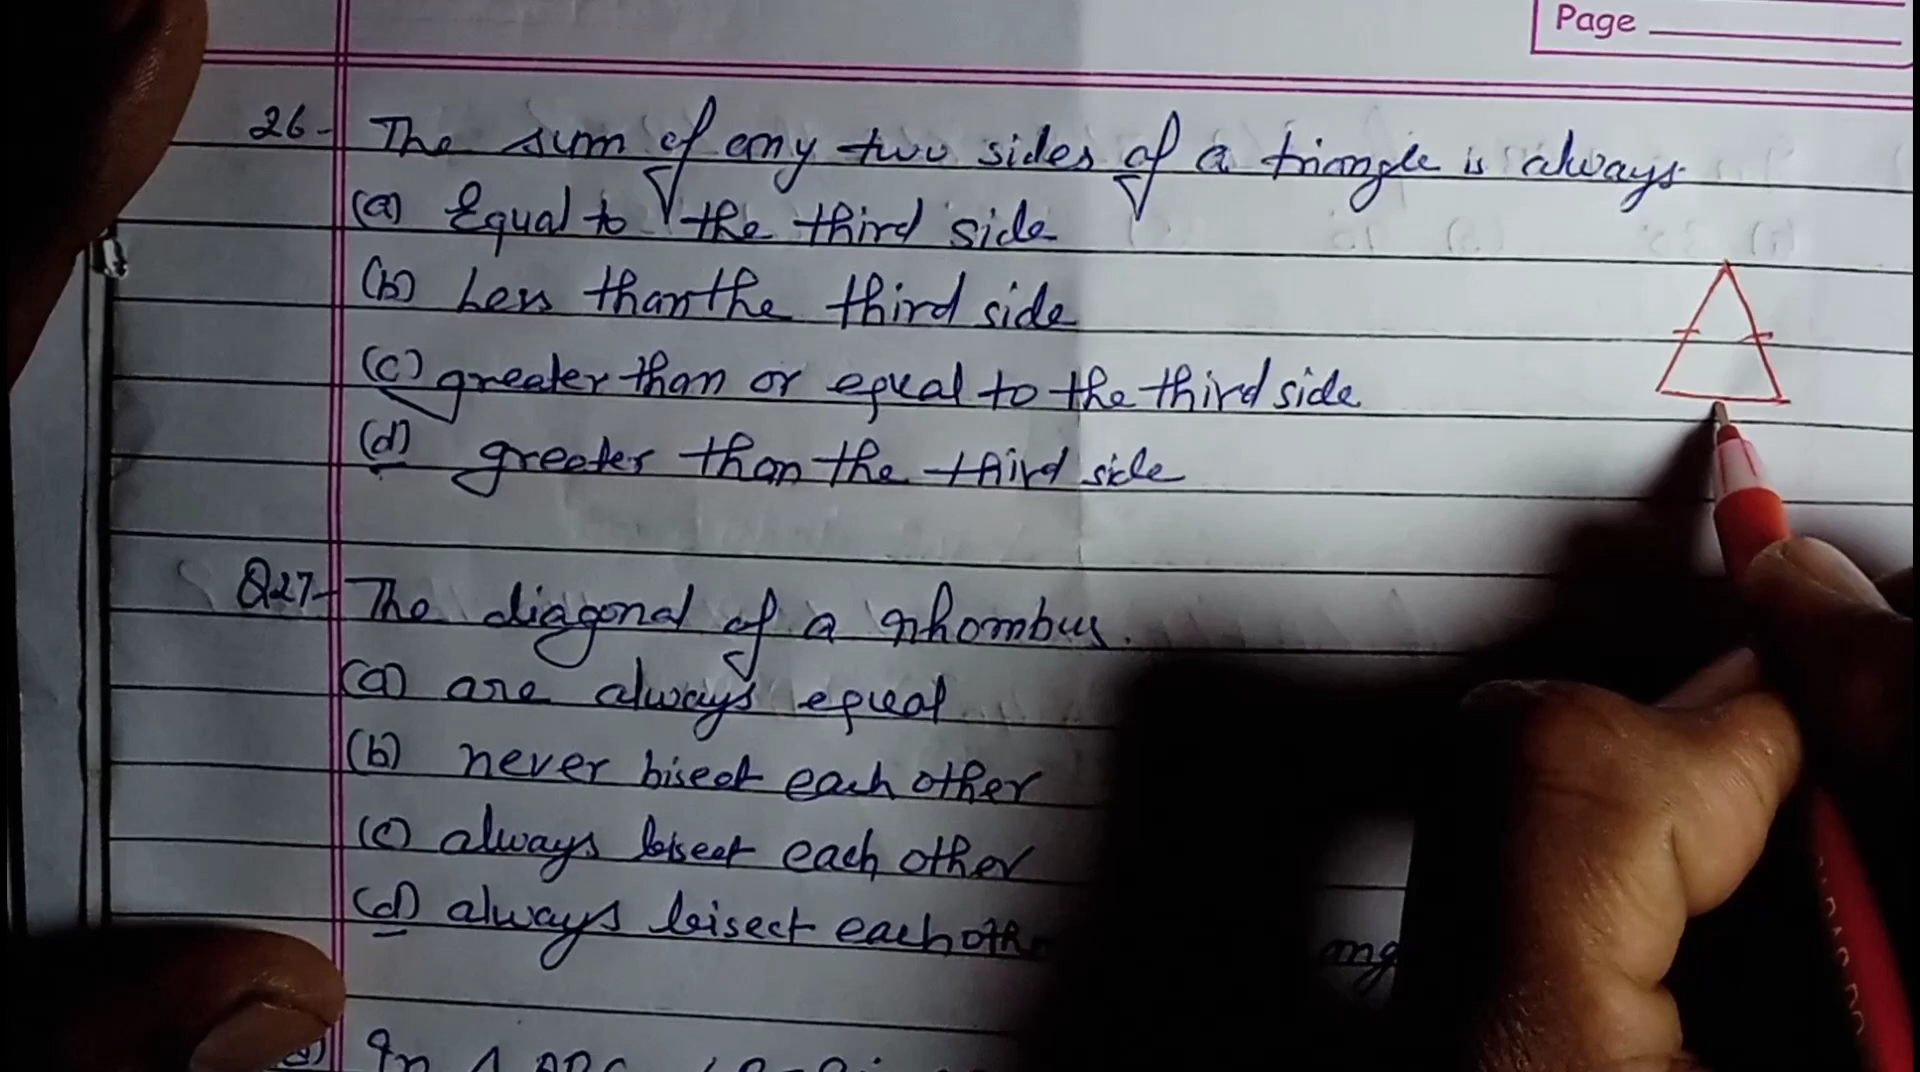 Page
26- The sum of any two sides of a triangle is always
(a) Equal to the third side
(b) Less than the third side
(c) greater than or equal to the third side
(d) greater than the third side
Q27- The diagonal of a rhombus.
(a) are always equal
(b) never bisect each other
(c) always bisect each other
(d) always bisect each oth
In